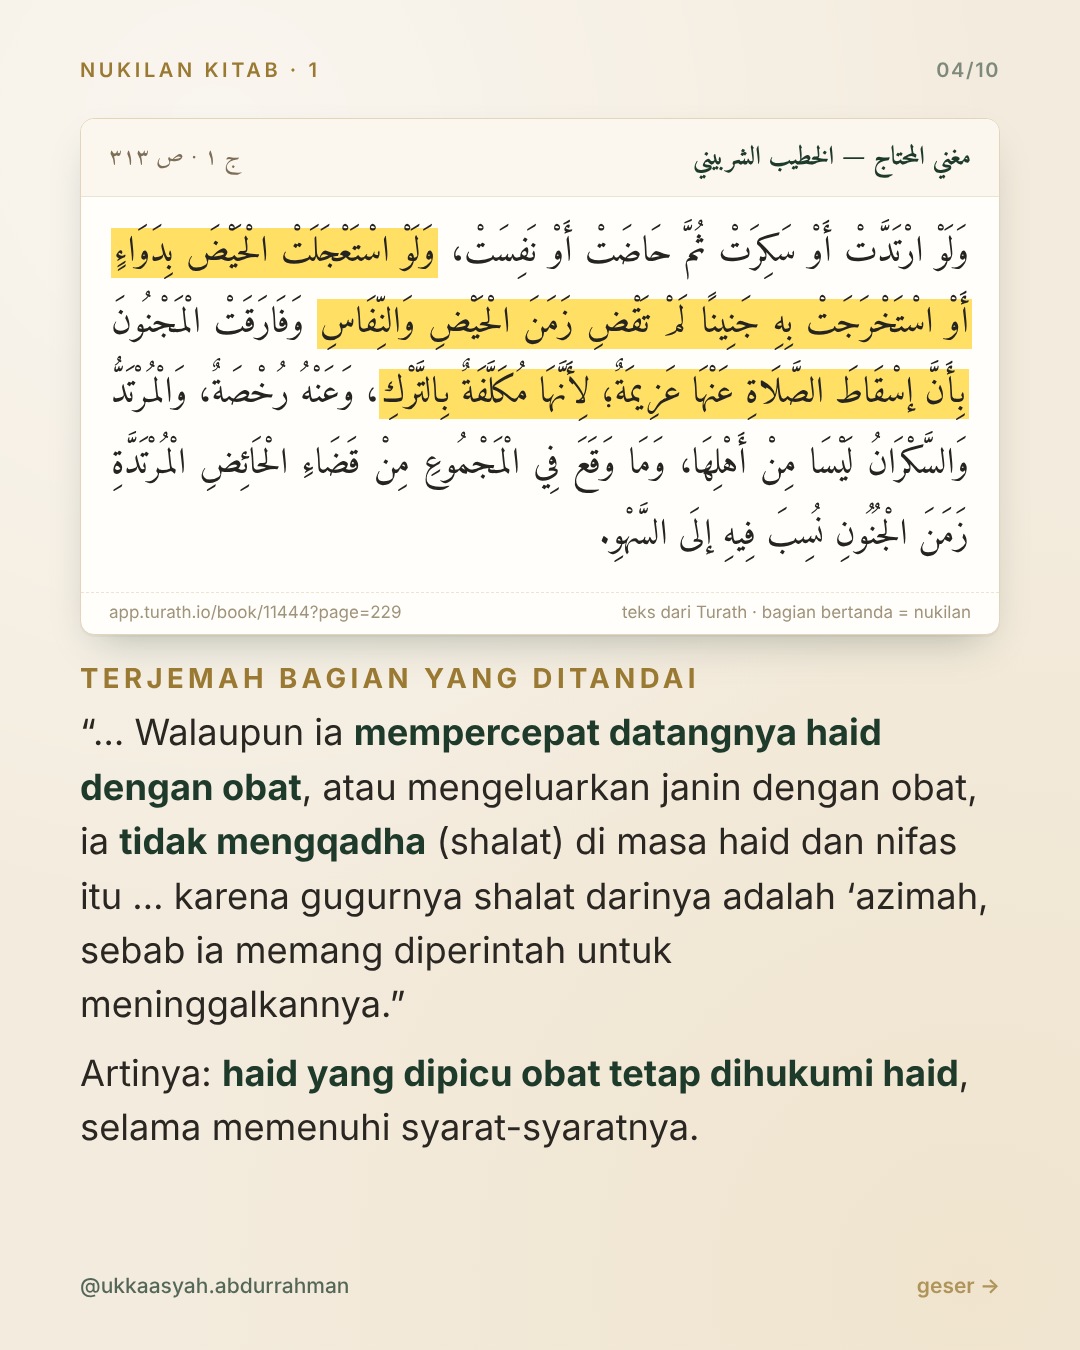 NUKILAN KITAB · 1
04/10
مغني المحتاج — الخطيب الشربيني
ج ١ · ص ٣١٣
وَلَوْ ارْتَدَّتْ أَوْ سَكِرَتْ ثُمَّ حَاضَتْ أَوْ نَفِسَتْ، وَلَوْ اسْتَعْجَلَتْ الْحَيْضَ بِدَوَاءٍ
أَوْ اسْتَخْرَجَتْ بِهِ جَنِينًا لَمْ تَقْضِ زَمَنَ الْحَيْضِ وَالنِّفَاسِ وَفَارَقَتْ الْمَجْنُونَ
بِأَنَّ إسْقَاطَ الصَّلَاةِ عَنْهَا عَزِيمَةٌ؛ لِأَنَّهَا مُكَلَّفَةٌ بِالتَّرْكِ، وَعَنْهُ رُخْصَةٌ، وَالْمُرْتَدُّ
وَالسَّكْرَانُ لَيْسَا مِنْ أَهْلِهَا، وَمَا وَقَعَ فِي الْمَجْمُوعِ مِنْ قَضَاءِ الْحَائِضِ الْمُرْتَدَّةِ
زَمَنَ الْجُنُونِ نُسِبَ فِيهِ إلَى السَّهْوِ.
app.turath.io/book/11444?page=229
teks dari Turath · bagian bertanda = nukilan
TERJEMAH BAGIAN YANG DITANDAI
“… Walaupun ia mempercepat datangnya haid
dengan obat, atau mengeluarkan janin dengan obat,
ia tidak mengqadha (shalat) di masa haid dan nifas
itu … karena gugurnya shalat darinya adalah ‘azimah,
sebab ia memang diperintah untuk
meninggalkannya.”
Artinya: haid yang dipicu obat tetap dihukumi haid,
selama memenuhi syarat-syaratnya.
@ukkaasyah.abdurrahman
geser →